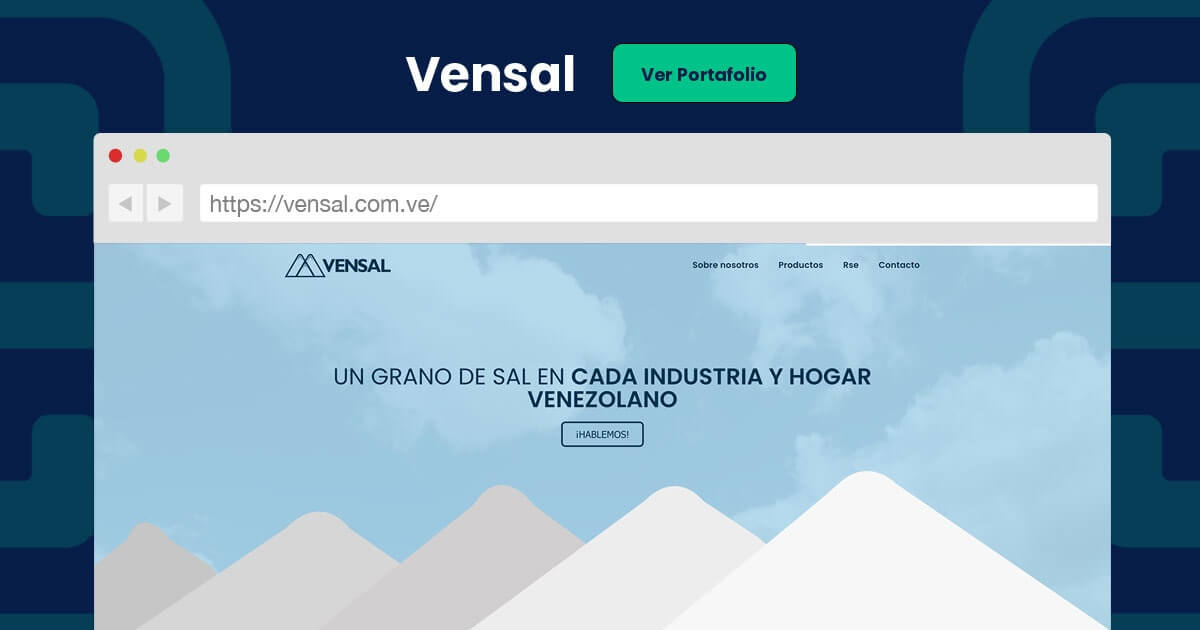 Vensal
Ver Portafolio
https://vensal.com.ve/
VENSAL
Sobre nosotros Productos Rse Contacto
UN GRANO DE SAL EN CADA INDUSTRIA Y HOGAR
VENEZOLANO
¡HABLEMOS!